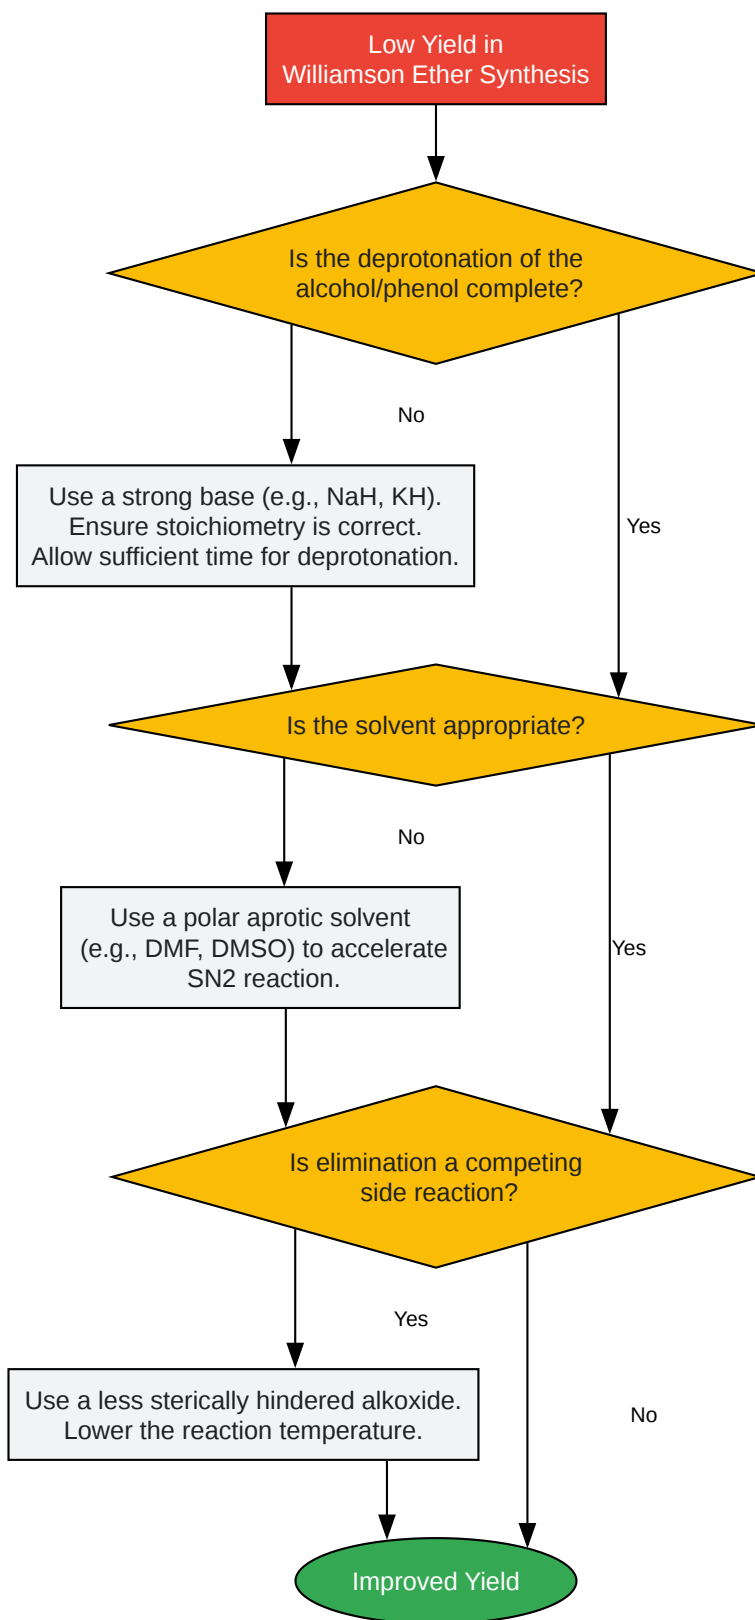 Low Yield in
Williamson Ether Synthesis
Is the deprotonation of the
alcohol/phenol complete?
No
Use a strong base (e.g., NaH, KH).
Ensure stoichiometry is correct.
Allow sufficient time for deprotonation.
Yes
Is the solvent appropriate?
No
Use a polar aprotic solvent
(e.g., DMF, DMSO) to accelerate
SN2 reaction.
Yes
Is elimination a competing
side reaction?
Yes
Use a less sterically hindered alkoxide.
Lower the reaction temperature.
No
Improved Yield